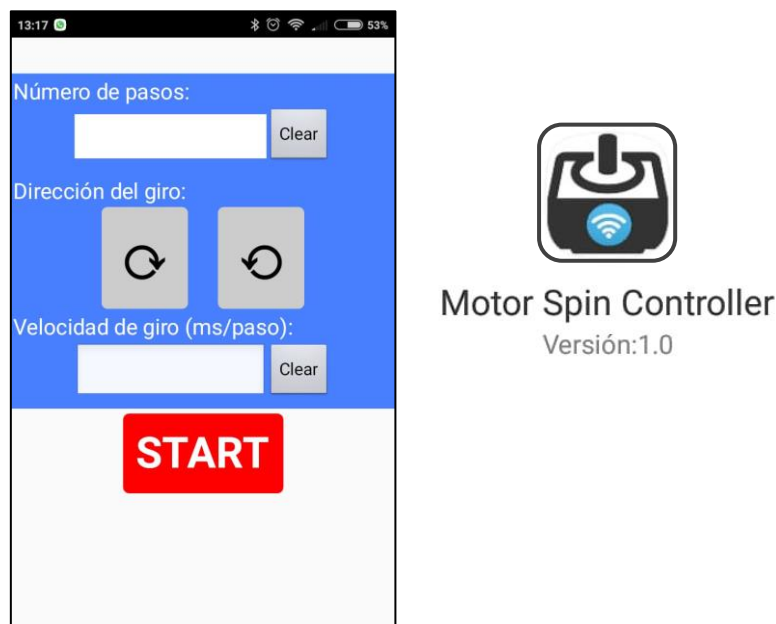 13:17 53%
Número de pasos:
Clear
Dirección del giro:
Velocidad de giro (ms/paso):
Clear
START
Motor Spin Controller
Versión:1.0